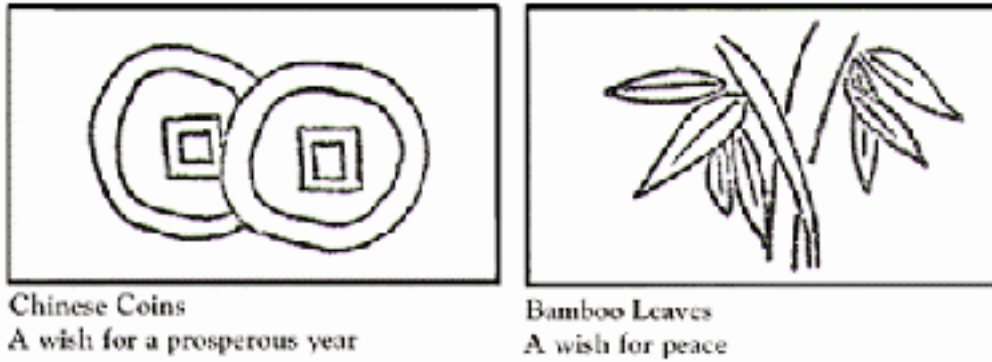 Chinese Coins
A wish for a prosperous year
Bamboo Leaves
A wish for peace